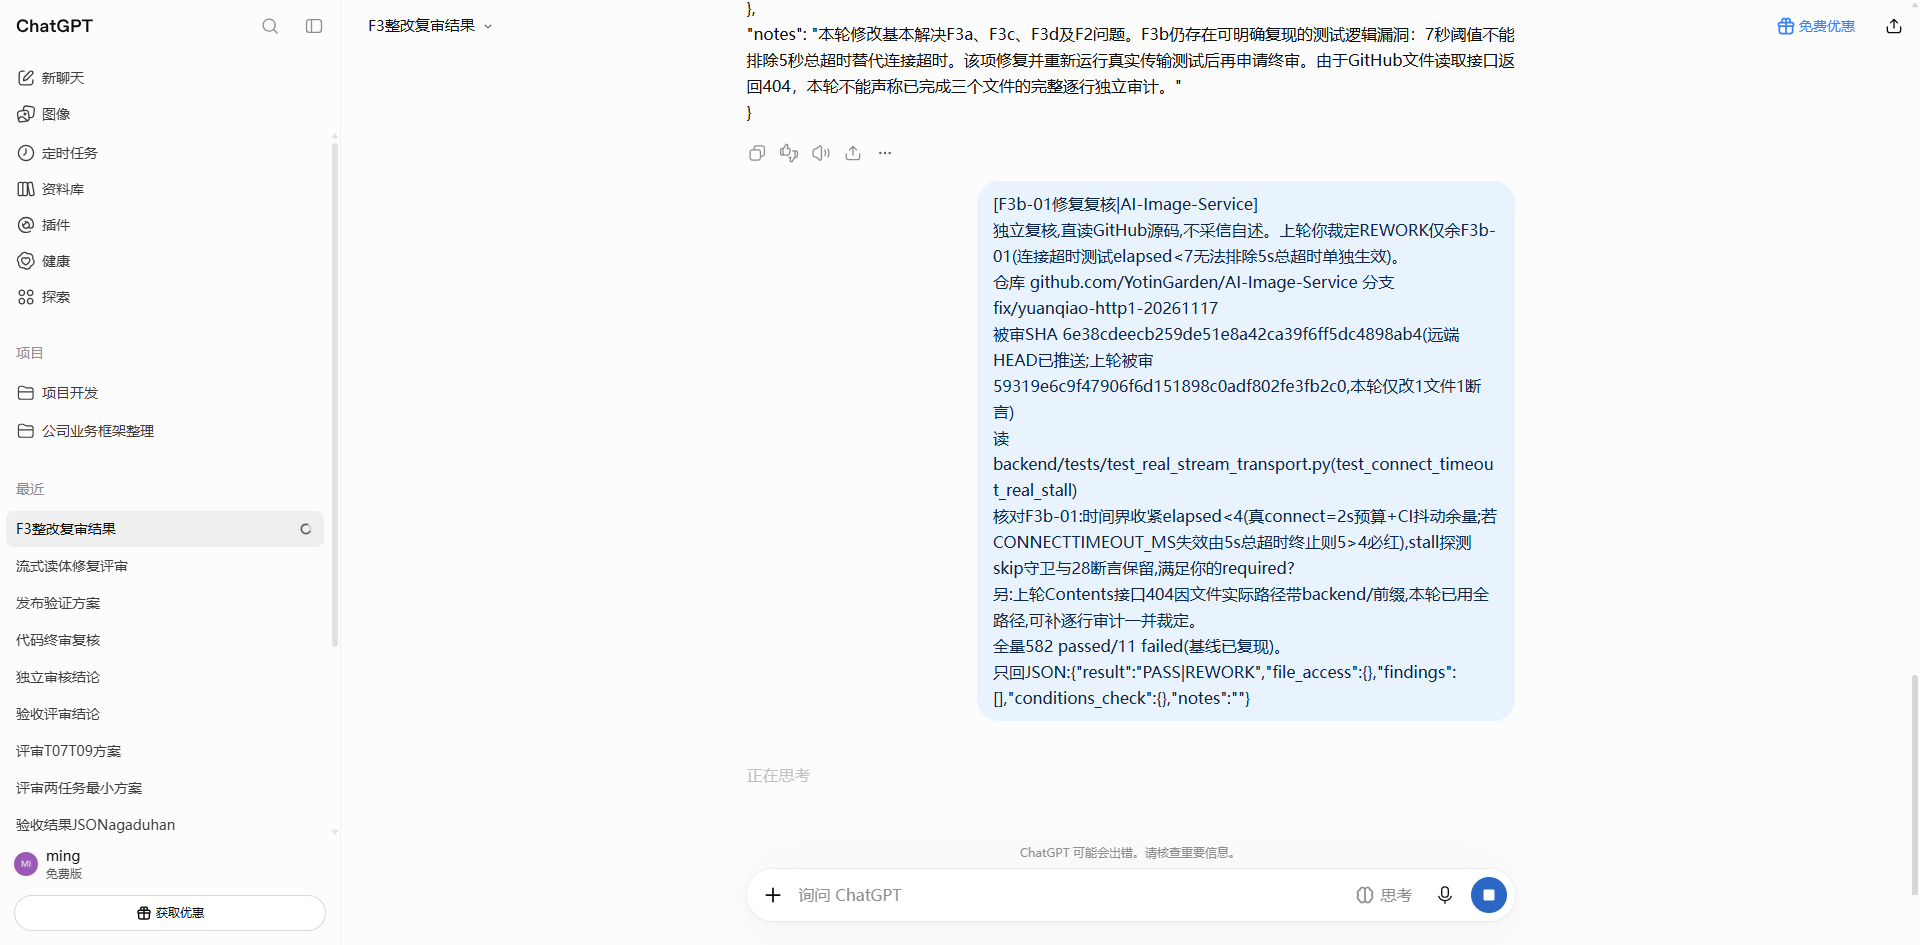 ChatGPT
新聊天
图像
定时任务
资料库
插件
健康
探索
项目
项目开发
公司业务框架整理
最近
F3整改复审结果
流式读体修复评审
发布验证方案
代码终审复核
独立审核结论
验收评审结论
评审T07T09方案
评审两任务最小方案
验收结果JSONagaduhan
MI
ming
免费版
获取优惠
F3整改复审结果
免费优惠
},
"notes": "本轮修改基本解决F3a、F3c、F3d及F2问题。F3b仍存在可明确复现的测试逻辑漏洞：7秒阈值不能
排除5秒总超时替代连接超时。该项修复并重新运行真实传输测试后再申请终审。由于GitHub文件读取接口返
回404，本轮不能声称已完成三个文件的完整逐行独立审计。"
}
[F3b-01修复复核|AI-Image-Service]
独立复核,直读GitHub源码,不采信自述。上轮你裁定REWORK仅余F3b-
01(连接超时测试elapsed<7无法排除5s总超时单独生效)。
仓库 github.com/YotinGarden/AI-Image-Service 分支
fix/yuanqiao-http1-20261117
被审SHA 6e38cdeecb259de51e8a42ca39f6ff5dc4898ab4(远端
HEAD已推送;上轮被审
59319e6c9f47906f6d151898c0adf802fe3fb2c0,本轮仅改1文件1断
言)
读
backend/tests/test_real_stream_transport.py(test_connect_timeou
t_real_stall)
核对F3b-01:时间界收紧elapsed<4(真connect=2s预算+CI抖动余量;若
CONNECTTIMEOUT_MS失效由5s总超时终止则5>4必红),stall探测
skip守卫与28断言保留,满足你的required?
另:上轮Contents接口404因文件实际路径带backend/前缀,本轮已用全
路径,可补逐行审计一并裁定。
全量582 passed/11 failed(基线已复现)。
只回JSON:{"result":"PASS|REWORK","file_access":{},"findings":
[],"conditions_check":{},"notes":""}
正在思考
ChatGPT 可能会出错。请核查重要信息。
询问 ChatGPT
思考